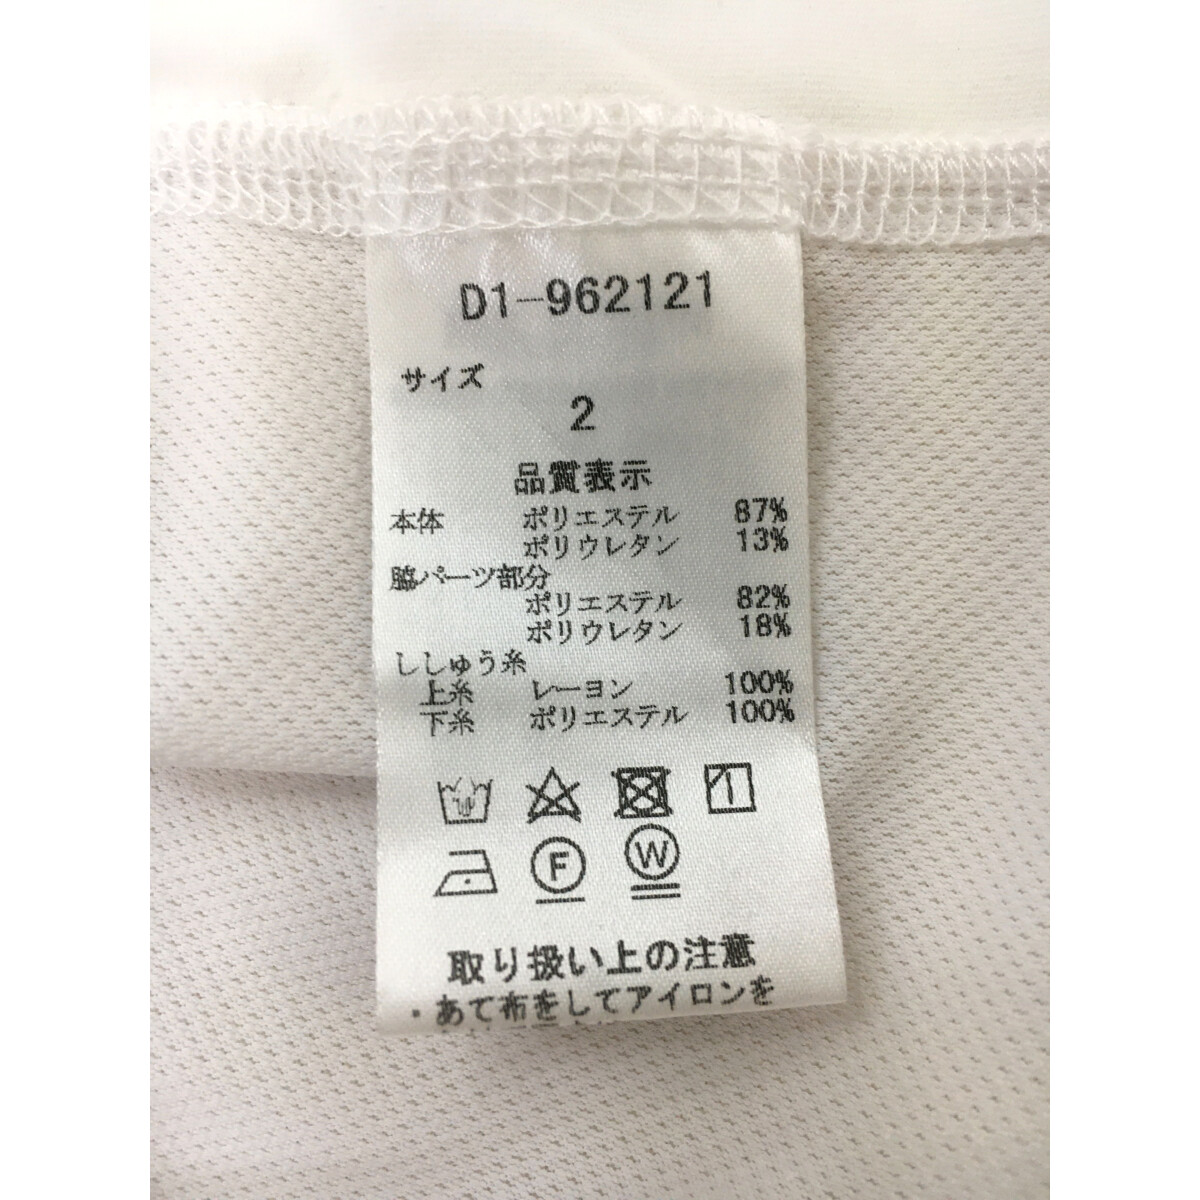 D1-962121
サイズ
2
品質表示
本体 ポリエステル 87%
ポリウレタン 13%
脇パーツ部分
ポリエステル 82%
ポリウレタン 18%
ししゅう糸
上糸 レーヨン 100%
下糸 ポリエステル 100%
F W
取り扱い上の注意
・あて布をしてアイロンを